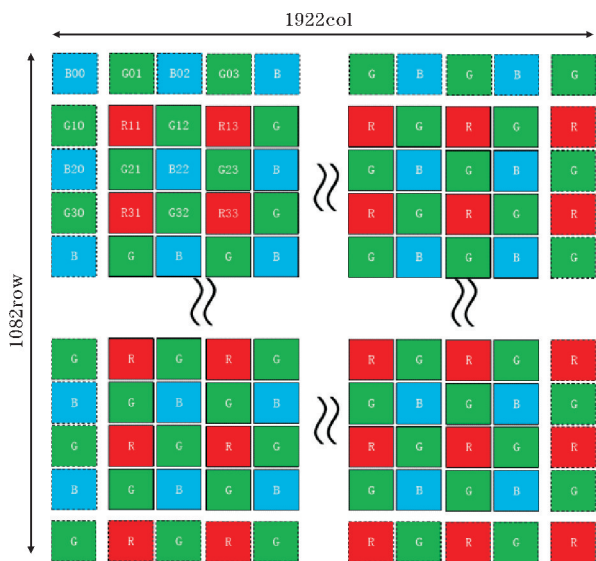 1922col
1082row
B00 G01 B02 G03 B G B G B G
G10 R11 G12 R13 G R G R G R
B20 G21 B22 G23 B G B G B G
G30 R31 G32 R33 G R G R G R
B G B G B G B G B G
G R G R G R G R G R
B G B G B G B G B G
G R G R G R G R G R
B G B G B G B G B G
G R G R G R G R G R